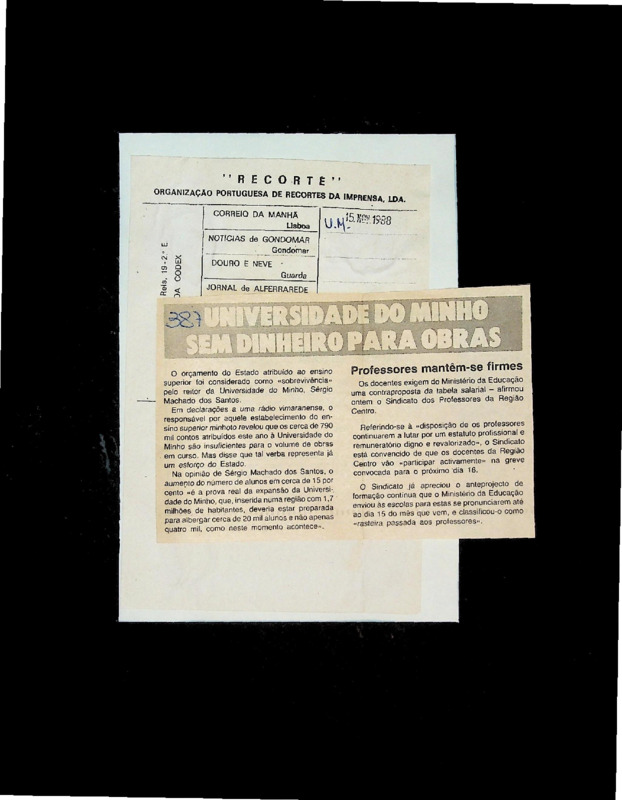 "RECORTE"
ORGANIZAÇÃO PORTUGUESA DE RECORTES DA IMPRENSA, LDA.
CORREIO DA MANHÃ
Lisboa
NOTÍCIAS de GONDOMAR
Gondomar
DOURO E NEVE
Guarda
JORNAL de ALFERRAREDE
U.M.
15. NOV. 1988
Rela, 19-2.º E
DA CODEX
387
UNIVERSIDADE DO MINHO
SEM DINHEIRO PARA OBRAS
O orçamento do Estado atribuído ao ensino
superior foi considerado como «sobrevivência»
pelo reitor da Universidade do Minho, Sérgio
Machado dos Santos.
Em declarações a uma rádio vimaranense, o
responsável por aquele estabelecimento do en-
sino superior minhoto revelou que os cerca de 790
mil contos atribuídos este ano à Universidade do
Minho são insuficientes para o volume de obras
em curso. Mas disse que tal verba representa já
um esforço do Estado.
Na opinião de Sérgio Machado dos Santos, o
aumento do número de alunos em cerca de 15 por
cento «é a prova real da expansão da Universi-
dade do Minho, que, inserida numa região com 1,7
milhões de habitantes, deveria estar preparada
para albergar cerca de 20 mil alunos e não apenas
quatro mil, como neste momento acontece».
Professores mantêm-se firmes
Os docentes exigem do Ministério da Educação
uma contraproposta da tabela salarial — afirmou
ontem o Sindicato dos Professores da Região
Centro.
Referindo-se à «disposição de os professores
continuarem a lutar por um estatuto profissional e
remuneratório digno e revalorizado», o Sindicato
está convencido de que os docentes da Região
Centro vão «participar activamente» na greve
convocada para o próximo dia 16.
O Sindicato já apreciou o anteprojecto de
formação contínua que o Ministério da Educação
enviou às escolas para estas se pronunciarem até
ao dia 15 do mês que vem, e classificou-o como
«rasteira passada aos professores».